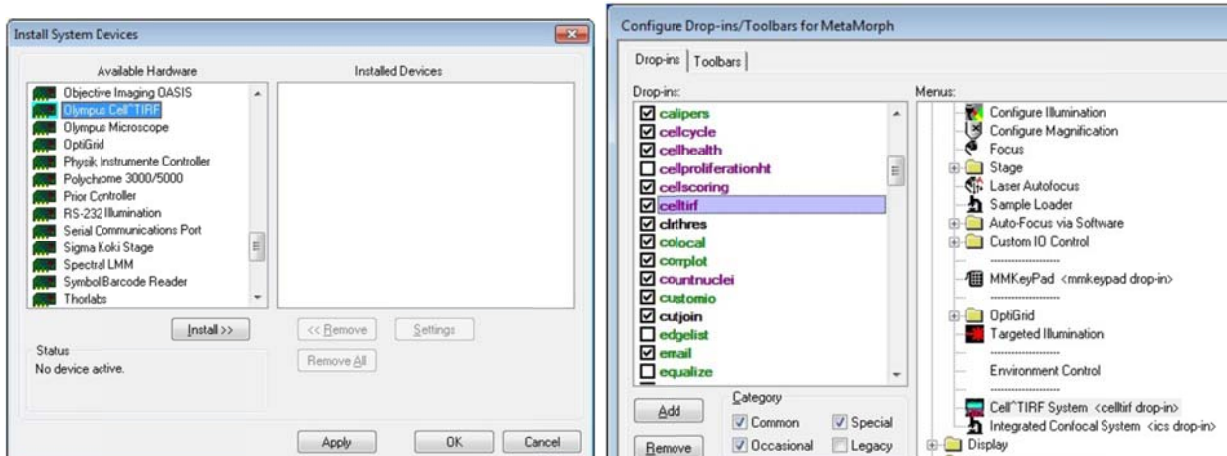 Install System Devices
Available Hardware
Objective Imaging OASIS
Olympus Cell^TIRF
Olympus Microscope
OptiGrid
Physik Instrumente Controller
Polychrome 3000/5000
Prior Controller
RS-232 Illumination
Serial Communications Port
Sigma Koki Stage
Spectral LMM
Symbol Barcode Reader
Thorlabs
Installed Devices
Install >>
<< Remove
Settings
Remove All
Status
No device active.
Apply
OK
Cancel
Configure Drop-ins/Toolbars for MetaMorph
Drop-ins
Toolbars
Drop-ins:
calipers
cellcycle
cellhealth
cellproliferationht
cellscoring
celltirf
clrthres
colocal
corrplot
countnuclei
customio
cutjoin
edgelist
email
equalize
Add
Remove
Category
Common
Special
Occasional
Legacy
Menus:
Configure Illumination
Configure Magnification
Focus
Stage
Laser Autofocus
Sample Loader
Auto-Focus via Software
Custom IO Control
--------------------
MMKeyPad <mmkeypad drop-in>
--------------------
OptiGrid
Targeted Illumination
--------------------
Environment Control
--------------------
Cell^TIRF System <celltirf drop-in>
Integrated Confocal System <ics drop-in>
Display